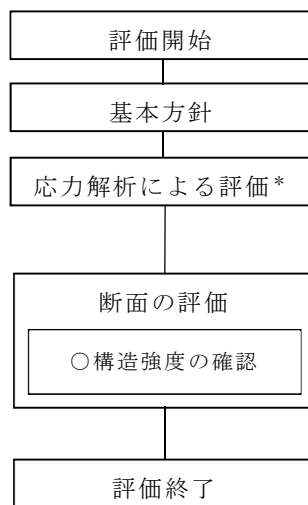 評価開始
基本方針
応力解析による評価*
断面の評価
○構造強度の確認
評価終了